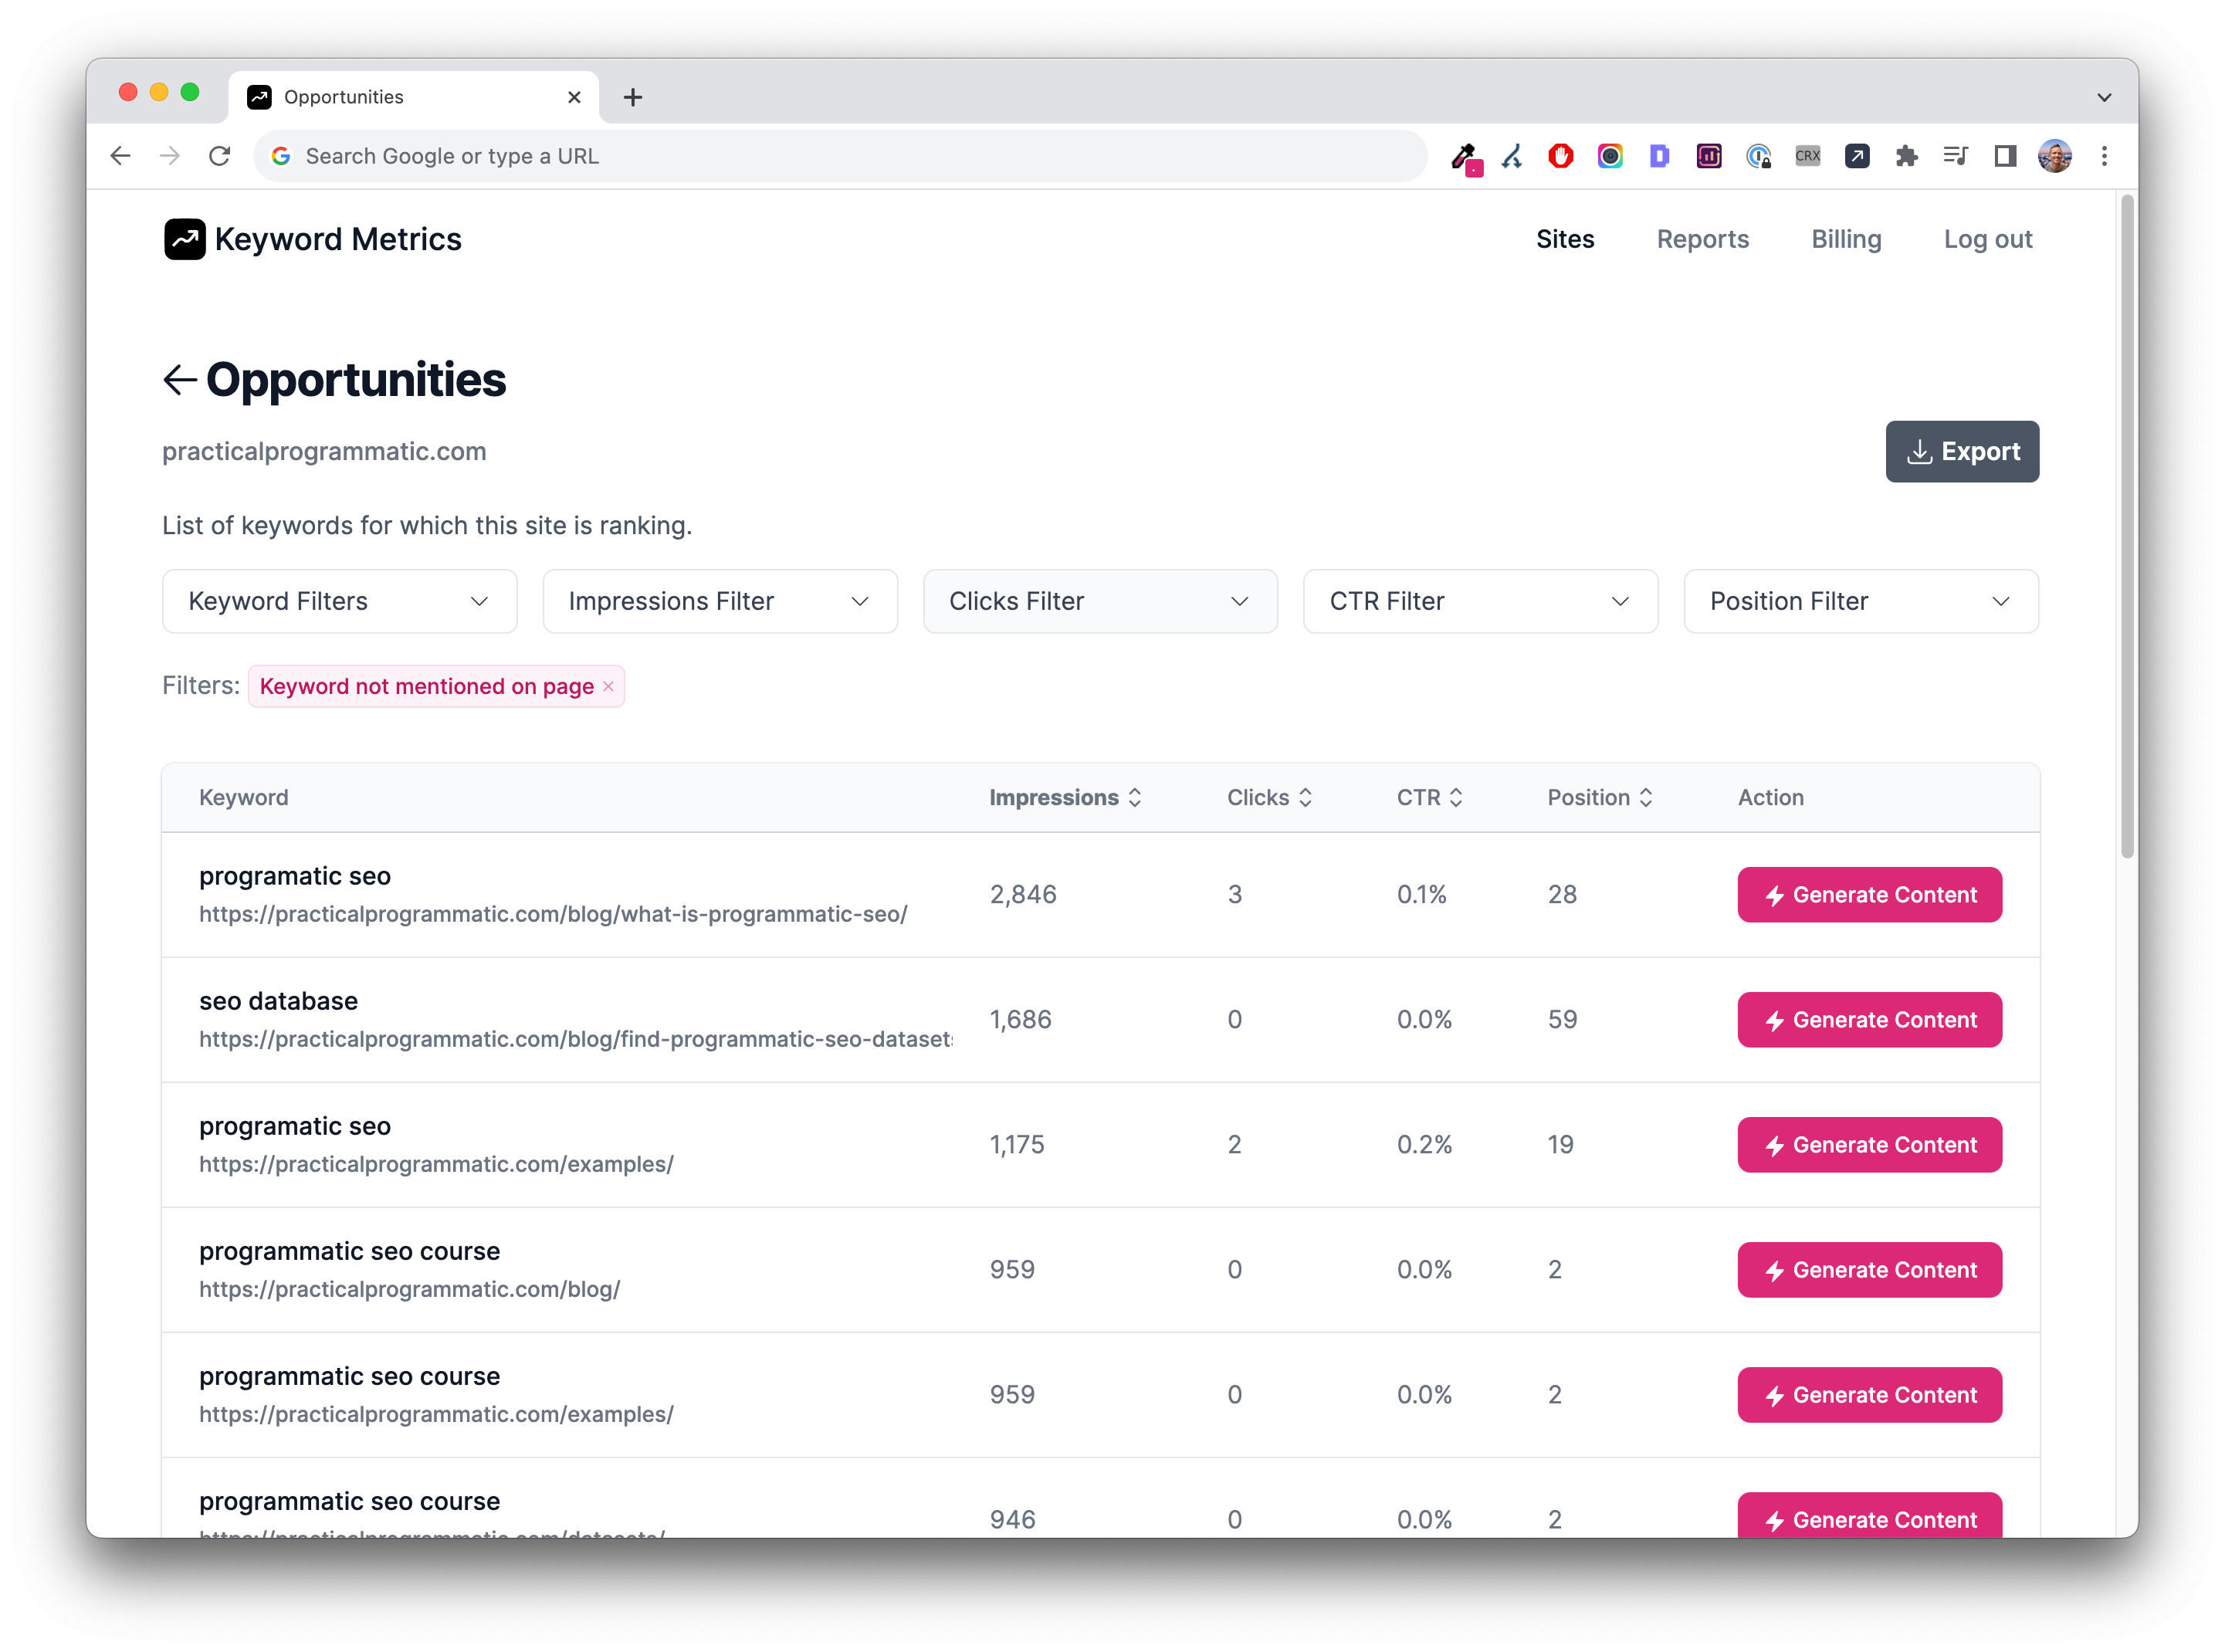 Opportunities
Search Google or type a URL
CRX
Keyword Metrics
Sites Reports Billing Log out
Opportunities
practicalprogrammatic.com
Export
List of keywords for which this site is ranking.
Keyword Filters Impressions Filter Clicks Filter CTR Filter Position Filter
Filters: Keyword not mentioned on page
Keyword Impressions Clicks CTR Position Action
programatic seo
https://practicalprogrammatic.com/blog/what-is-programmatic-seo/
2,846 3 0.1% 28 Generate Content
seo database
https://practicalprogrammatic.com/blog/find-programmatic-seo-datasets
1,686 0 0.0% 59 Generate Content
programatic seo
https://practicalprogrammatic.com/examples/
1,175 2 0.2% 19 Generate Content
programmatic seo course
https://practicalprogrammatic.com/blog/
959 0 0.0% 2 Generate Content
programmatic seo course
https://practicalprogrammatic.com/examples/
959 0 0.0% 2 Generate Content
programmatic seo course
https://practicalprogrammatic.com/datasets/
946 0 0.0% 2 Generate Content